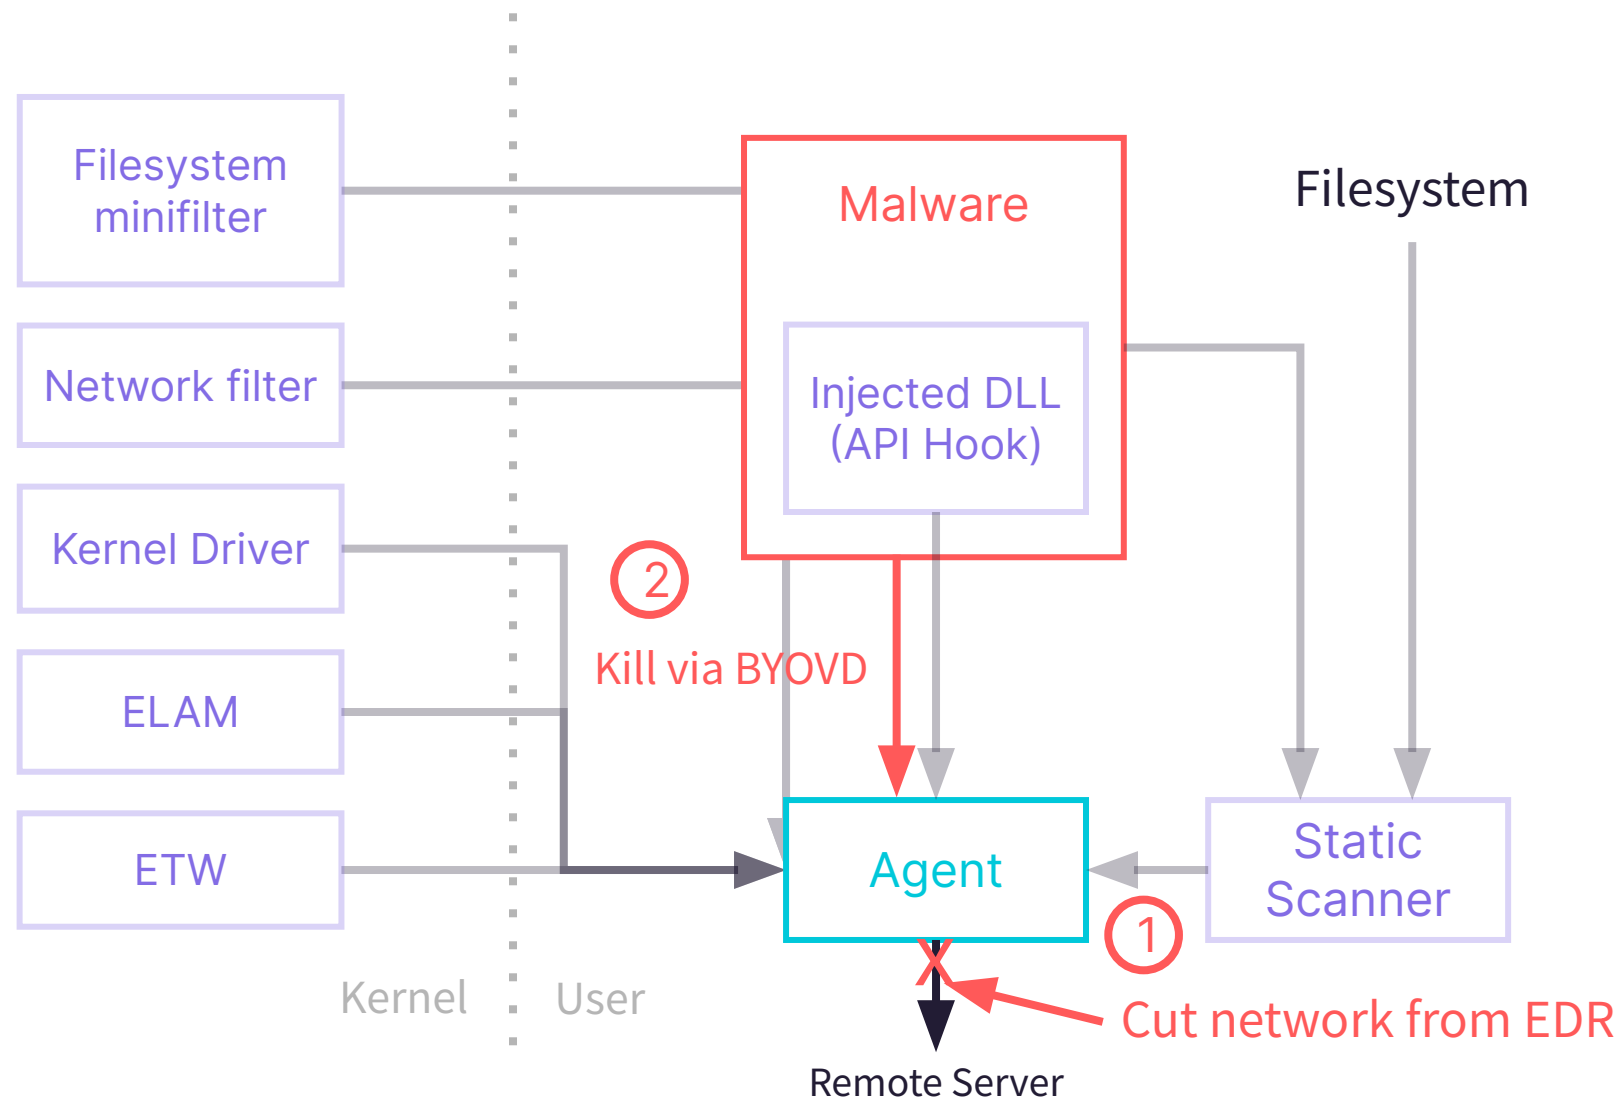 Filesystem
minifilter
Network filter
Kernel Driver
ELAM
ETW
Kernel
User
Malware
Injected DLL
(API Hook)
2
Kill via BYOVD
Agent
X
Remote Server
Filesystem
Static
Scanner
1
Cut network from EDR